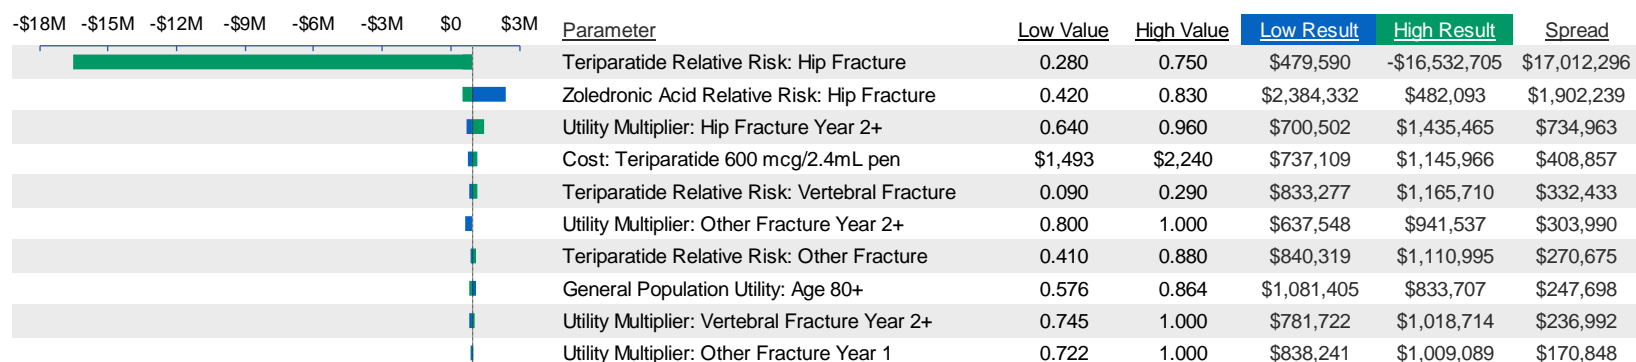 -$18M -$15M -$12M -$9M -$6M -$3M $0 $3M Parameter Low Value High Value Low Result High Result Spread
Teriparatide Relative Risk: Hip Fracture 0.280 0.750 $479,590 -$16,532,705 $17,012,296
Zoledronic Acid Relative Risk: Hip Fracture 0.420 0.830 $2,384,332 $482,093 $1,902,239
Utility Multiplier: Hip Fracture Year 2+ 0.640 0.960 $700,502 $1,435,465 $734,963
Cost: Teriparatide 600 mcg/2.4mL pen $1,493 $2,240 $737,109 $1,145,966 $408,857
Teriparatide Relative Risk: Vertebral Fracture 0.090 0.290 $833,277 $1,165,710 $332,433
Utility Multiplier: Other Fracture Year 2+ 0.800 1.000 $637,548 $941,537 $303,990
Teriparatide Relative Risk: Other Fracture 0.410 0.880 $840,319 $1,110,995 $270,675
General Population Utility: Age 80+ 0.576 0.864 $1,081,405 $833,707 $247,698
Utility Multiplier: Vertebral Fracture Year 2+ 0.745 1.000 $781,722 $1,018,714 $236,992
Utility Multiplier: Other Fracture Year 1 0.722 1.000 $838,241 $1,009,089 $170,848